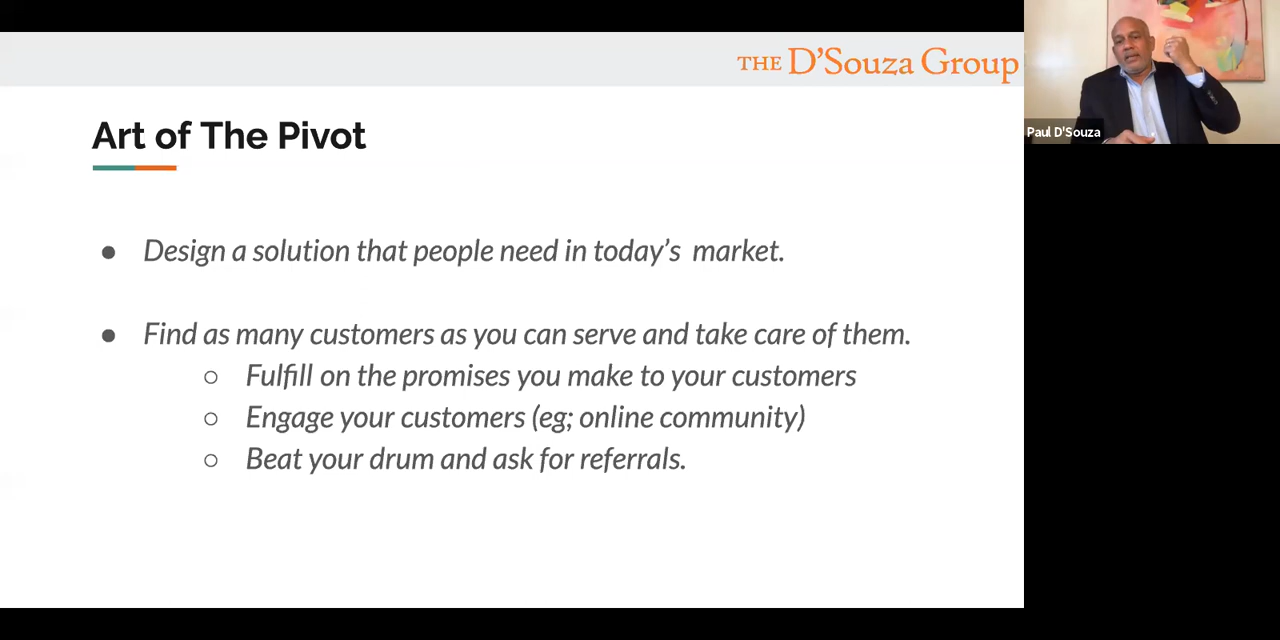 THE D'Souza Group
Paul D'Souza
Art of The Pivot
● Design a solution that people need in today’s  market.
● Find as many customers as you can serve and take care of them.
○ Fulfill on the promises you make to your customers
○ Engage your customers (eg; online community)
○ Beat your drum and ask for referrals.